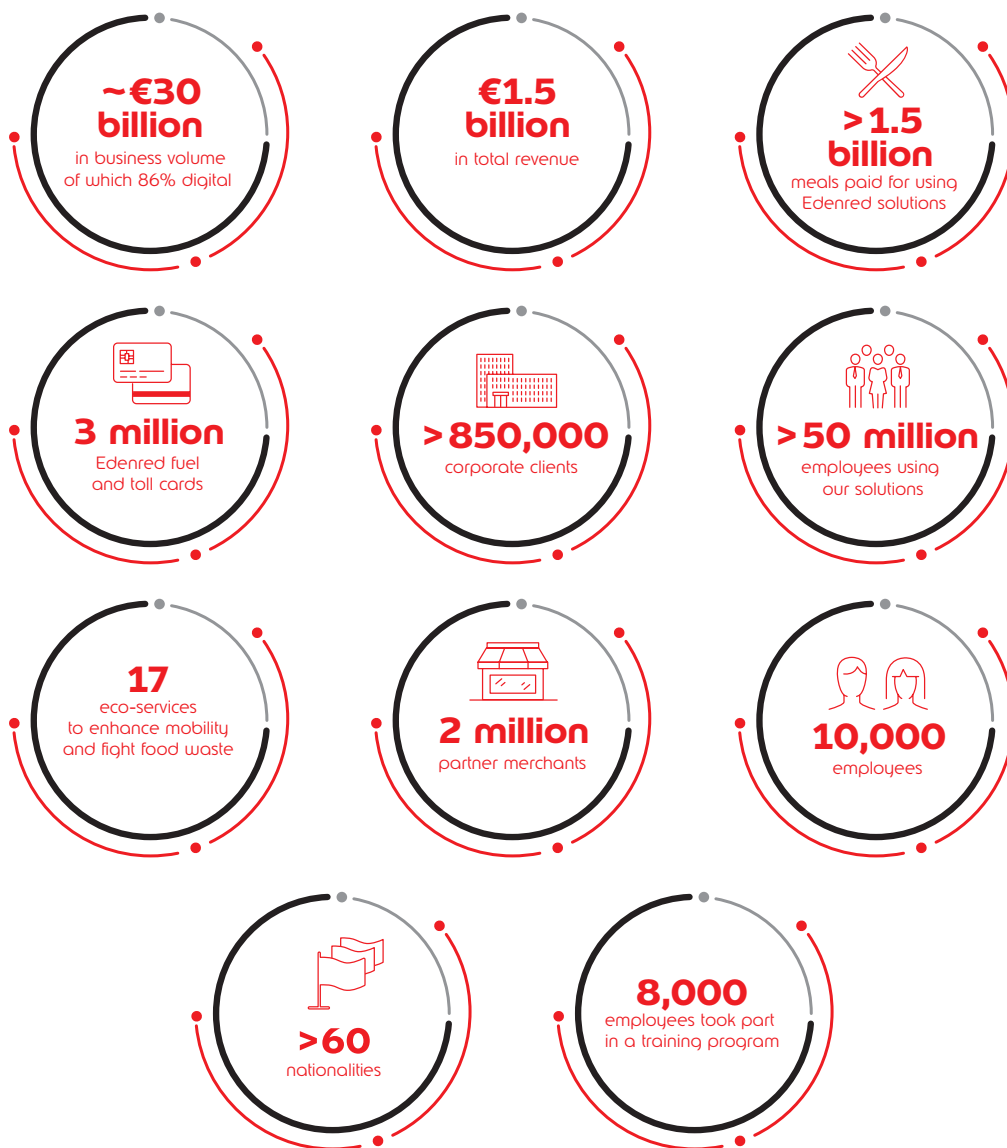 ~€30
billion
in business volume
of which 86% digital
€1.5
billion
in total revenue
>1.5
billion
meals paid for using
Edenred solutions
3 million
Edenred fuel
and toll cards
>850,000
corporate clients
>50 million
employees using
our solutions
17
eco-services
to enhance mobility
and fight food waste
2 million
partner merchants
10,000
employees
>60
nationalities
8,000
employees took part
in a training program